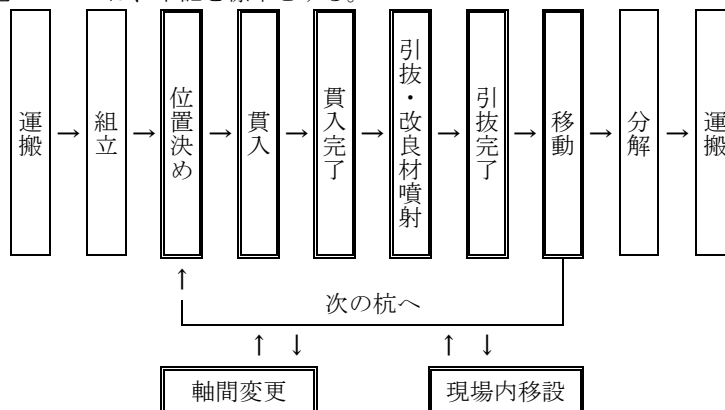 運搬 → 組立 → 位置決め → 貫入 → 貫入完了 → 引抜・改良材噴射 → 引抜完了 → 移動 → 分解 → 運搬
↑
次の杭へ
↑ ↓ ↑ ↓
軸間変更 現場内移設